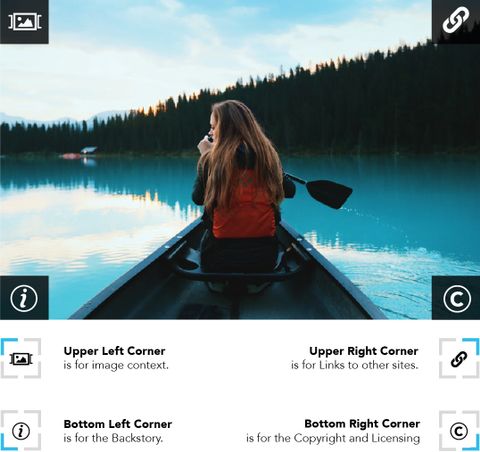 i
C
Upper Left Corner
is for image context.
Upper Right Corner
is for Links to other sites.
i
Bottom Left Corner
is for the Backstory.
Bottom Right Corner
is for the Copyright and Licensing
C